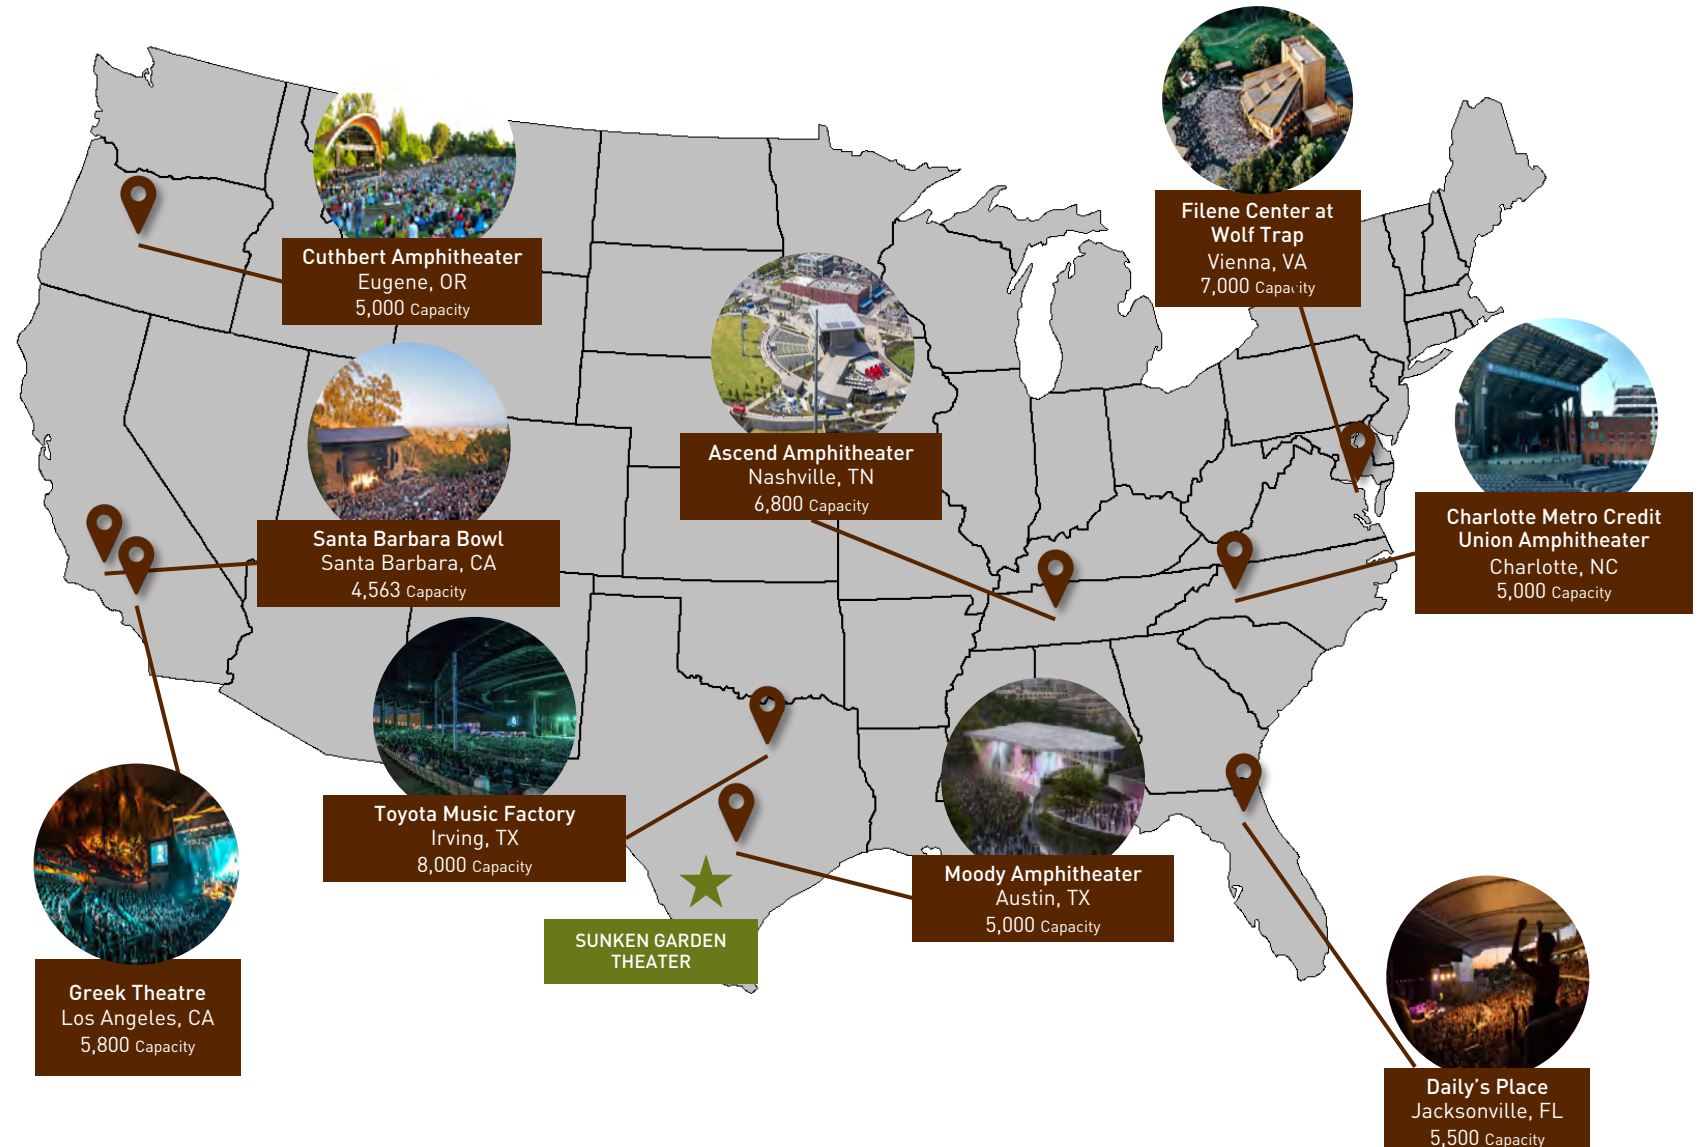 Filene Center at
Wolf Trap
Vienna, VA
7,000 Capacity
Cuthbert Amphitheater
Eugene, OR
5,000 Capacity
Ascend Amphitheater
Nashville, TN
6,800 Capacity
Santa Barbara Bowl
Santa Barbara, CA
4,563 Capacity
Charlotte Metro Credit
Union Amphitheater
Charlotte, NC
5,000 Capacity
Toyota Music Factory
Irving, TX
8,000 Capacity
Moody Amphitheater
Austin, TX
5,000 Capacity
SUNKEN GARDEN
THEATER
Greek Theatre
Los Angeles, CA
5,800 Capacity
Daily's Place
Jacksonville, FL
5,500 Capacity